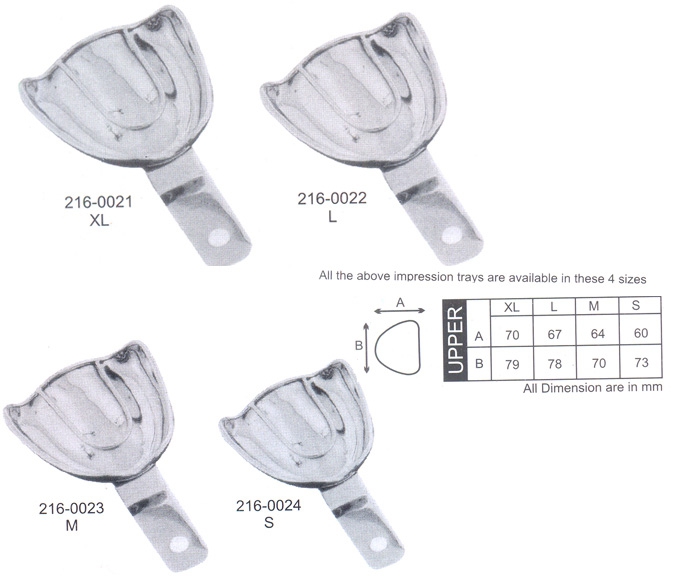 216-0021
XL
216-0022
L
All the above impression trays are available in these 4 sizes
A
B
UPPER
XL L M S
A 70 67 64 60
B 79 78 70 73
All Dimension are in mm
216-0023
M
216-0024
S